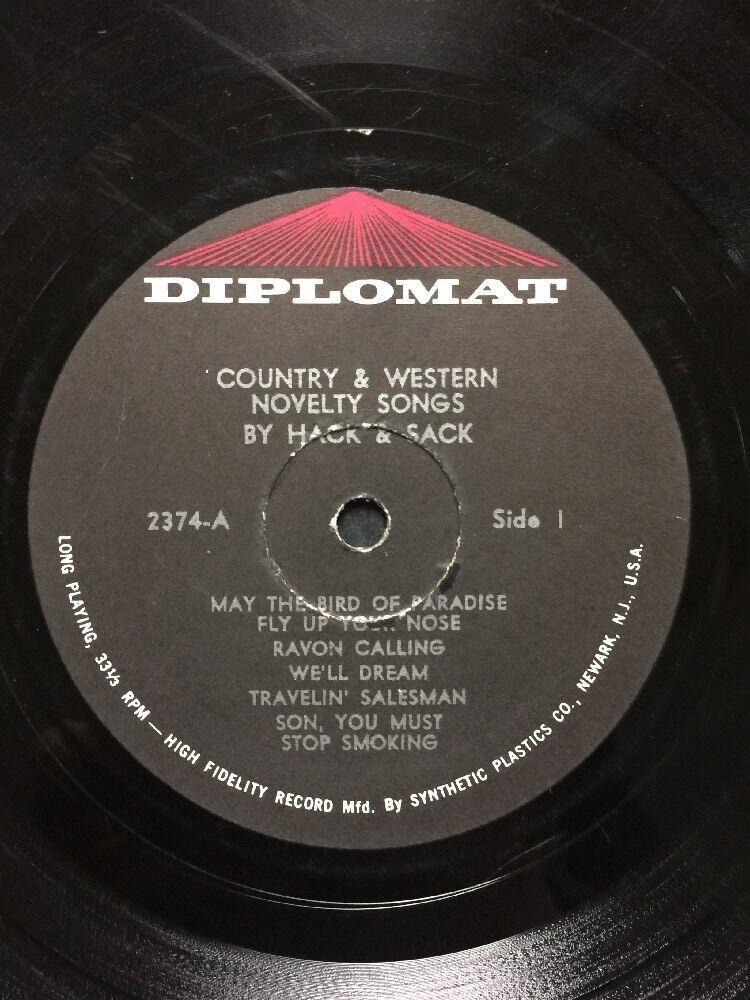 DIPLOMAT
COUNTRY & WESTERN
NOVELTY SONGS
BY HACK & SACK
2374-A
Side 1
MAY THE BIRD OF PARADISE
FLY UP YOUR NOSE
RAVON CALLING
WE'LL DREAM
TRAVELIN' SALESMAN
SON, YOU MUST
STOP SMOKING
LONG PLAYING, 33⅓ RPM — HIGH FIDELITY RECORD Mfd. By SYNTHETIC PLASTICS CO., NEWARK, N.J., U.S.A.